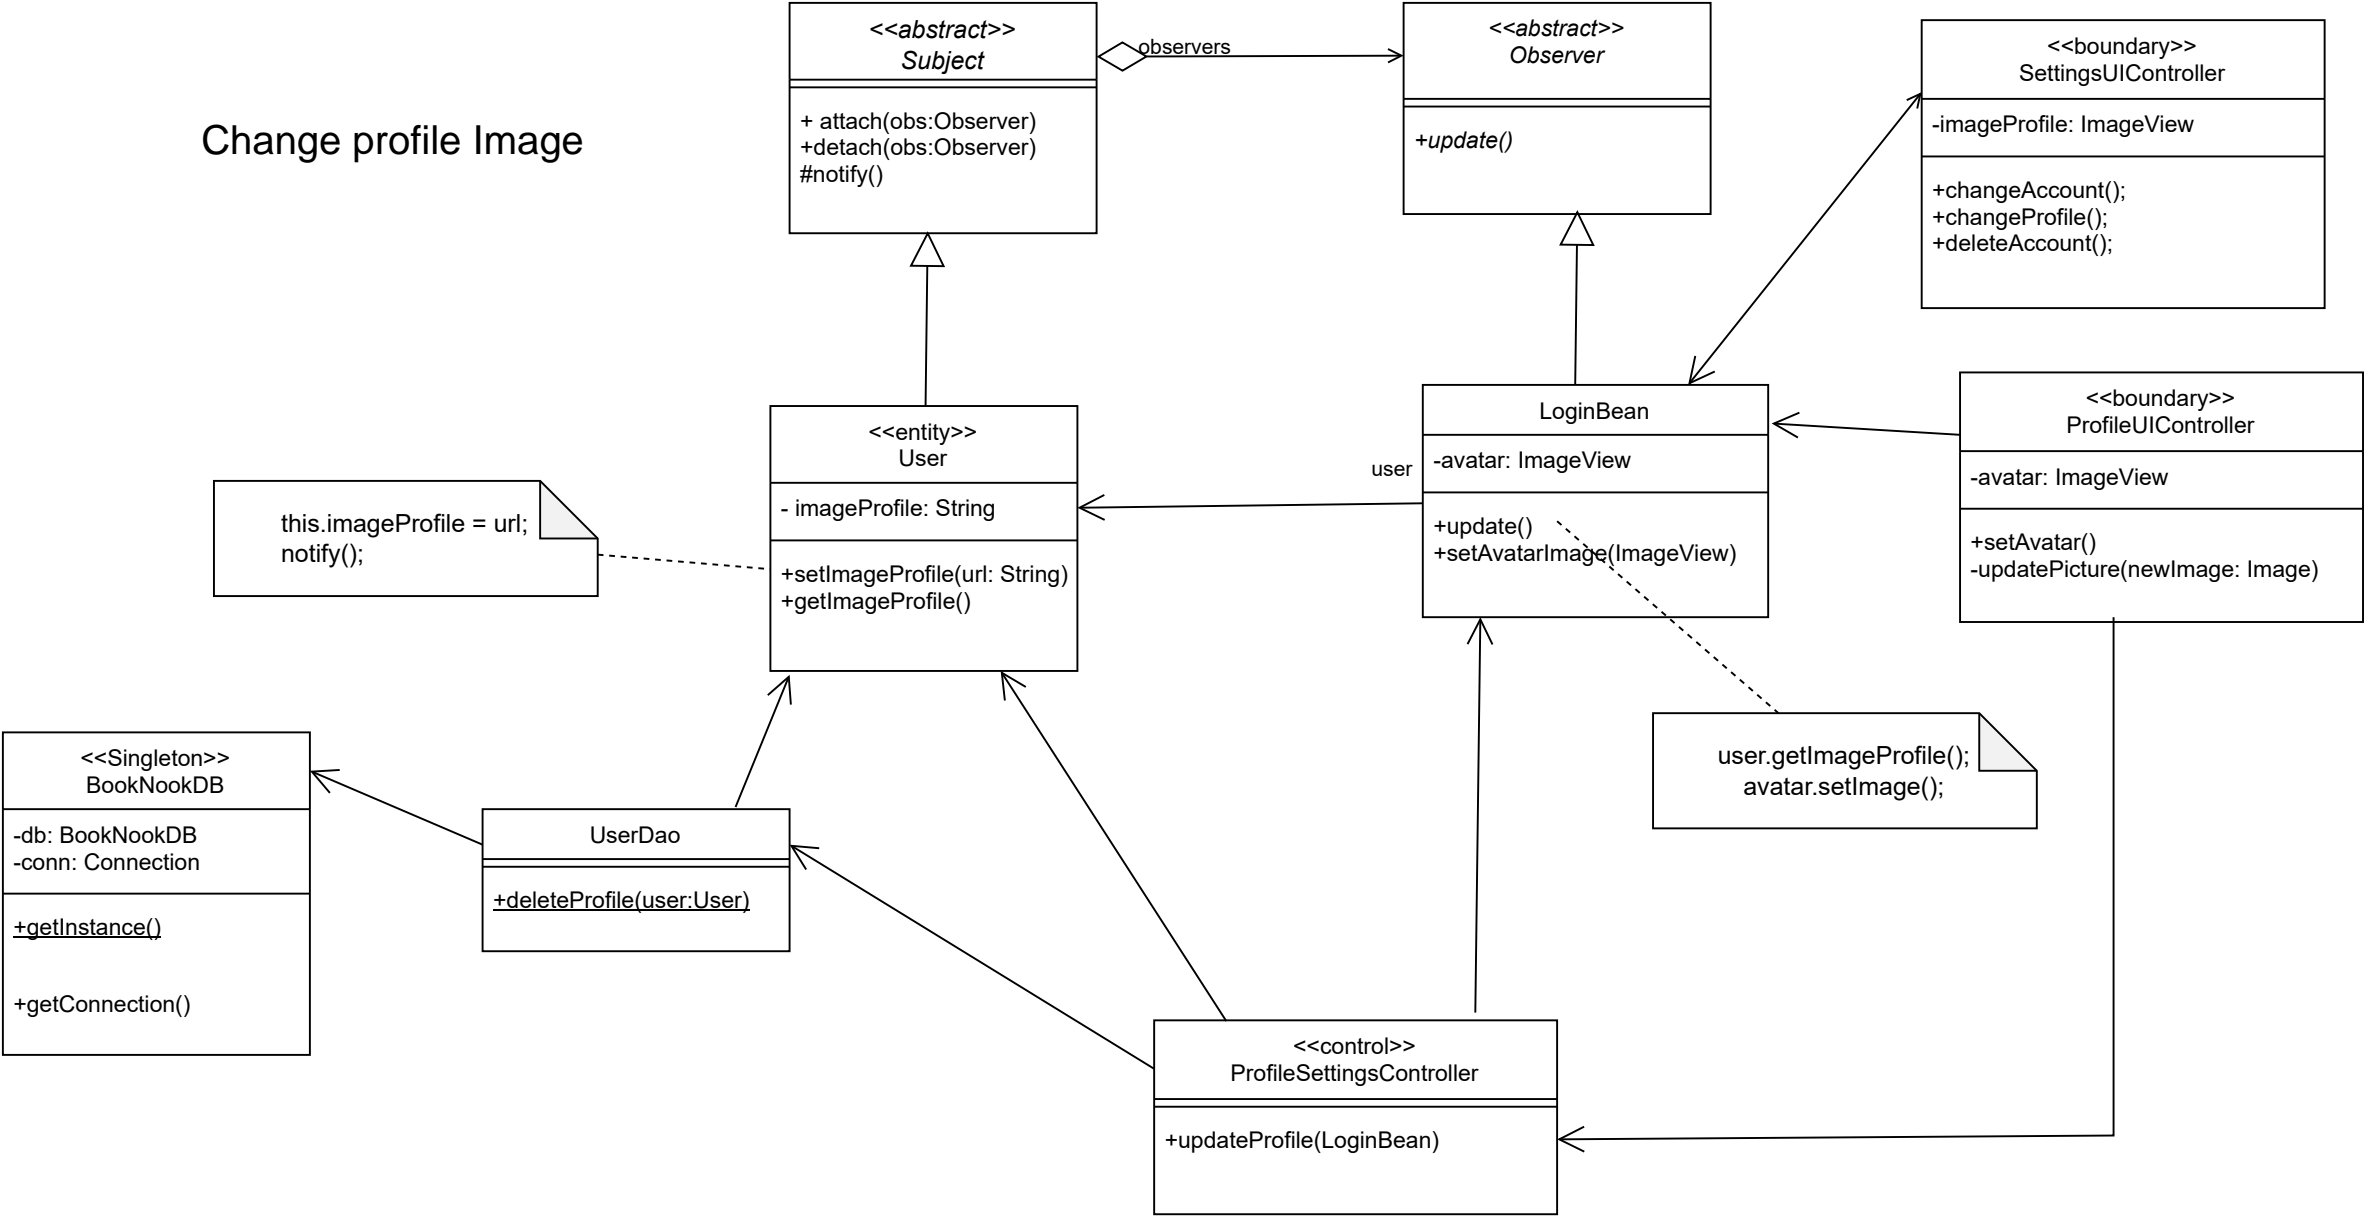 Change profile Image
<<abstract>>
Subject
+ attach(obs:Observer)
+detach(obs:Observer)
#notify()
observers
<<abstract>>
Observer
+update()
<<boundary>>
SettingsUIController
-imageProfile: ImageView
+changeAccount();
+changeProfile();
+deleteAccount();
<<entity>>
User
- imageProfile: String
+setImageProfile(url: String)
+getImageProfile()
this.imageProfile = url;
notify();
user
LoginBean
-avatar: ImageView
+update()
+setAvatarImage(ImageView)
<<boundary>>
ProfileUIController
-avatar: ImageView
+setAvatar()
-updatePicture(newImage: Image)
user.getImageProfile();
avatar.setImage();
<<Singleton>>
BookNookDB
-db: BookNookDB
-conn: Connection
+getInstance()
+getConnection()
UserDao
+deleteProfile(user:User)
<<control>>
ProfileSettingsController
+updateProfile(LoginBean)